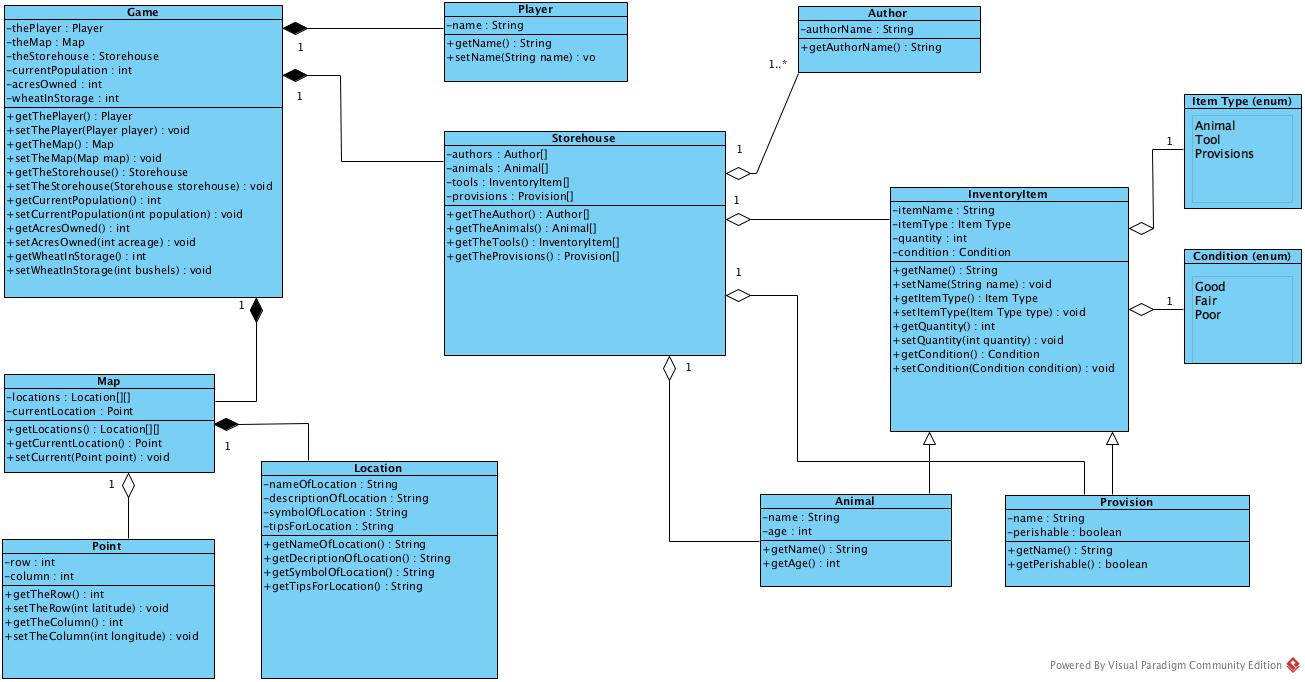 Game
-thePlayer : Player
-theMap : Map
-theStorehouse : Storehouse
-currentPopulation : int
-acresOwned : int
-wheatInStorage : int
+getThePlayer() : Player
+setThePlayer(Player player) : void
+getTheMap() : Map
+setTheMap(Map map) : void
+getTheStorehouse() : Storehouse
+setTheStorehouse(Storehouse storehouse) : void
+getCurrentPopulation() : int
+setCurrentPopulation(int population) : void
+getAcresOwned() : int
+setAcresOwned(int acreage) : void
+getWheatInStorage() : int
+setWheatInStorage(int bushels) : void
1
1
1
Player
-name : String
+getName() : String
+setName(String name) : vo
Author
-authorName : String
+getAuthorName() : String
1..*
1
1
1
1
Storehouse
-authors : Author[]
-animals : Animal[]
-tools : InventoryItem[]
-provisions : Provision[]
+getTheAuthor() : Author[]
+getTheAnimals() : Animal[]
+getTheTools() : InventoryItem[]
+getTheProvisions() : Provision[]
Item Type (enum)
Animal
Tool
Provisions
1
InventoryItem
-itemName : String
-itemType : Item Type
-quantity : int
-condition : Condition
+getName() : String
+setName(String name) : void
+getItemType() : Item Type
+setItemType(Item Type type) : void
+getQuantity() : int
+setQuantity(int quantity) : void
+getCondition() : Condition
+setCondition(Condition condition) : void
Condition (enum)
Good
Fair
Poor
1
Map
-locations : Location[][]
-currentLocation : Point
+getLocations() : Location[][]
+getCurrentLocation() : Point
+setCurrent(Point point) : void
1
1
Location
-nameOfLocation : String
-descriptionOfLocation : String
-symbolOfLocation : String
-tipsForLocation : String
+getNameOfLocation() : String
+getDecriptionOfLocation() : String
+getSymbolOfLocation() : String
+getTipsForLocation() : String
Animal
-name : String
-age : int
+getName() : String
+getAge() : int
Provision
-name : String
-perishable : boolean
+getName() : String
+getPerishable() : boolean
Point
-row : int
-column : int
+getTheRow() : int
+setTheRow(int latitude) : void
+getTheColumn() : int
+setTheColumn(int longitude) : void
Powered By Visual Paradigm Community Edition